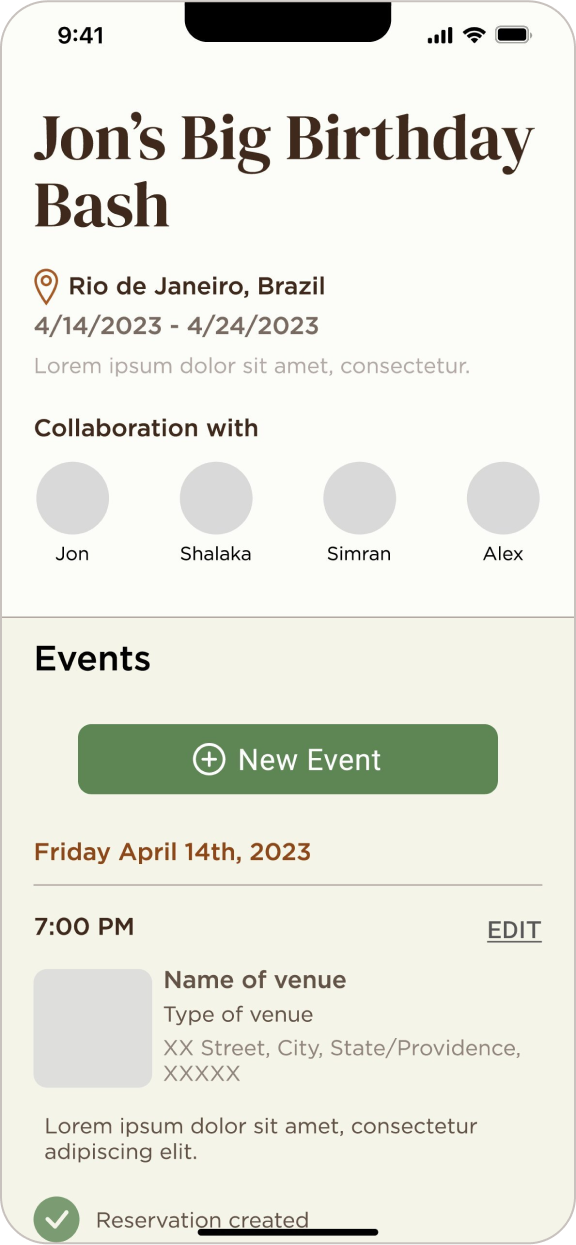 9:41
Jon’s Big Birthday
Bash
Rio de Janeiro, Brazil
4/14/2023 - 4/24/2023
Lorem ipsum dolor sit amet, consectetur.
Collaboration with
Jon Shalaka Simran Alex
Events
New Event
Friday April 14th, 2023
7:00 PM EDIT
Name of venue
Type of venue
XX Street, City, State/Providence,
XXXXX
Lorem ipsum dolor sit amet, consectetur
adipiscing elit.
Reservation created